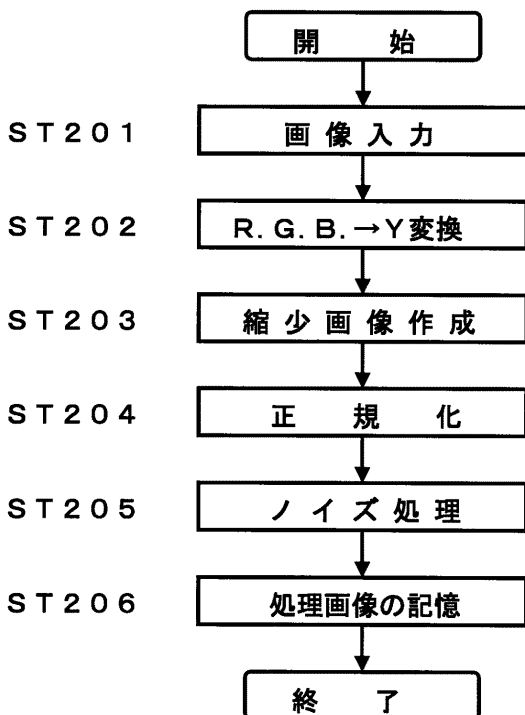 開 始
ST201 画像入力
ST202 R.G.B.→Y変換
ST203 縮少画像作成
ST204 正規化
ST205 ノイズ処理
ST206 処理画像の記憶
終 了